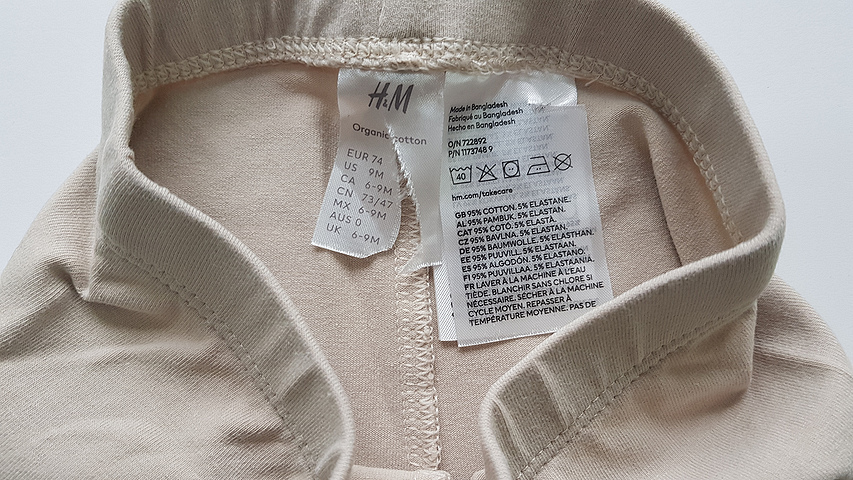 H&M
Organic cotton
EUR 74
US 9M
CA 6-9M
CN 73/47
MX 6-9M
AUS 0
UK 6-9M
Made in Bangladesh
Fabriqué au Bangladesh
Hecho en Bangladesh
O/N 722892
P/N 1173748 9
40
hm.com/takecare
GB 95% COTTON. 5% ELASTANE.
AL 95% PAMBUK. 5% ELASTAN.
CAT 95% COTÓ. 5% ELASTÀ.
CZ 95% BAVLNA. 5% ELASTAN.
DE 95% BAUMWOLLE. 5% ELASTHAN.
EE 95% PUUVILL. 5% ELASTAAN.
ES 95% ALGODÓN. 5% ELASTANO.
FI 95% PUUVILLAA. 5% ELASTAANIA.
FR LAVER À LA MACHINE À L'EAU
TIÈDE. BLANCHIR SANS CHLORE SI
NÉCESSAIRE. SÉCHER À LA MACHINE
CYCLE MOYEN. REPASSER À
TEMPÉRATURE MOYENNE. PAS DE